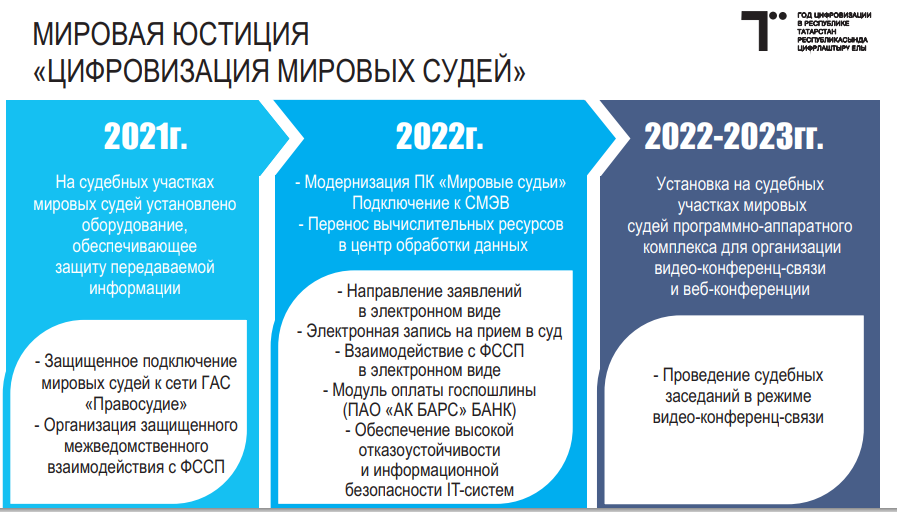 МИРОВАЯ ЮСТИЦИЯ
«ЦИФРОВИЗАЦИЯ МИРОВЫХ СУДЕЙ»
ГОД ЦИФРОВИЗАЦИИ
В РЕСПУБЛИКЕ
ТАТАРСТАН
РЕСПУБЛИКАСЫНДА
ЦИФРЛАШТЫРУ ЕЛЫ
2021г.
На судебных участках
мировых судей установлено
оборудование,
обеспечивающее
защиту передаваемой
информации
- Защищенное подключение
мировых судей к сети ГАС
«Правосудие»
- Организация защищенного
межведомственного
взаимодействия с ФССП
2022г.
- Модернизация ПК «Мировые судьи»
Подключение к СМЭВ
- Перенос вычислительных ресурсов
в центр обработки данных
- Направление заявлений
в электронном виде
- Электронная запись на прием в суд
- Взаимодействие с ФССП
в электронном виде
- Модуль оплаты госпошлины
(ПАО «АК БАРС» БАНК)
- Обеспечение высокой
отказоустойчивости
и информационной
безопасности IT-систем
2022-2023гг.
Установка на судебных
участках мировых
судей программно-аппаратного
комплекса для организации
видео-конференц-связи
и веб-конференции
- Проведение судебных
заседаний в режиме
видео-конференц-связи